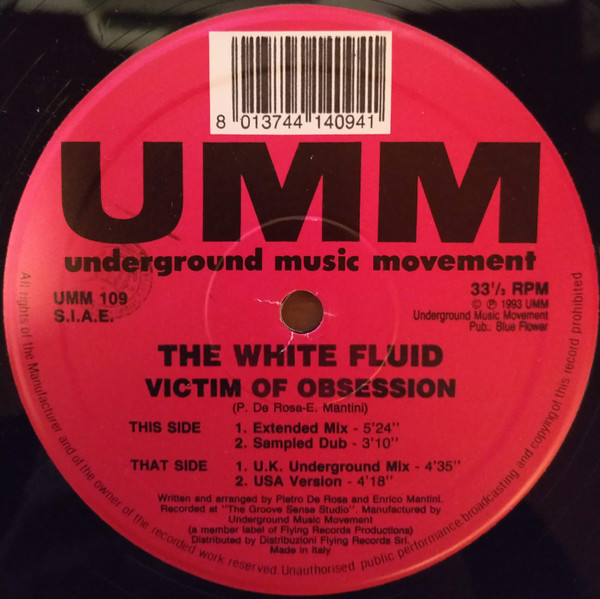 8 013744 140941
UMM
underground music movement
UMM 109
S.I.A.E.
33¹/₃ RPM
© ℗ 1993 UMM
Underground Music Movement
Pub.. Blue Flower
THE WHITE FLUID
VICTIM OF OBSESSION
(P. De Rosa-E. Mantini)
THIS SIDE 1. Extended Mix - 5'24''
2. Sampled Dub - 3'10''
THAT SIDE 1. U.K. Underground Mix - 4'35''
2. USA Version - 4'18''
Written and arranged by Pietro De Rosa and Enrico Mantini.
Recorded at ''The Groove Sense Studio''. Manufactured by
Underground Music Movement
(a member label of Flying Records Productions)
Distributed by Distribuzioni Flying Records Srl.
Made in Italy
All rights of the Manufacturer and of the owner of the recorded work reserved. Unauthorised public performance. broadcasting and copying of this record prohibited